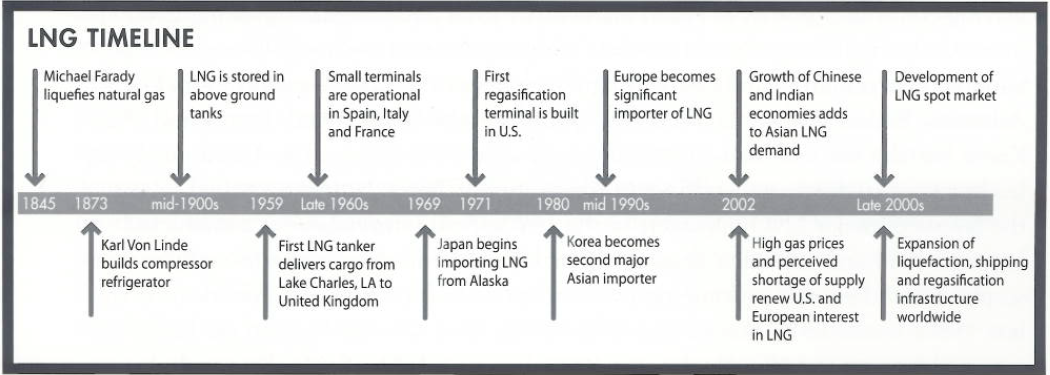 LNG TIMELINE
Michael Farady
liquefies natural gas
LNG is stored in
above ground
tanks
Small terminals
are operational
in Spain, Italy
and France
First
regasification
terminal is built
in U.S.
Europe becomes
significant
importer of LNG
Growth of Chinese
and Indian
economies adds
to Asian LNG
demand
Development of
LNG spot market
1845 1873 mid-1900s 1959 Late 1960s 1969 1971 1980 mid 1990s 2002 Late 2000s
Karl Von Linde
builds compressor
refrigerator
First LNG tanker
delivers cargo from
Lake Charles, LA to
United Kingdom
Japan begins
importing LNG
from Alaska
Korea becomes
second major
Asian importer
High gas prices
and perceived
shortage of supply
renew U.S. and
European interest
in LNG
Expansion of
liquefaction, shipping
and regasification
infrastructure
worldwide